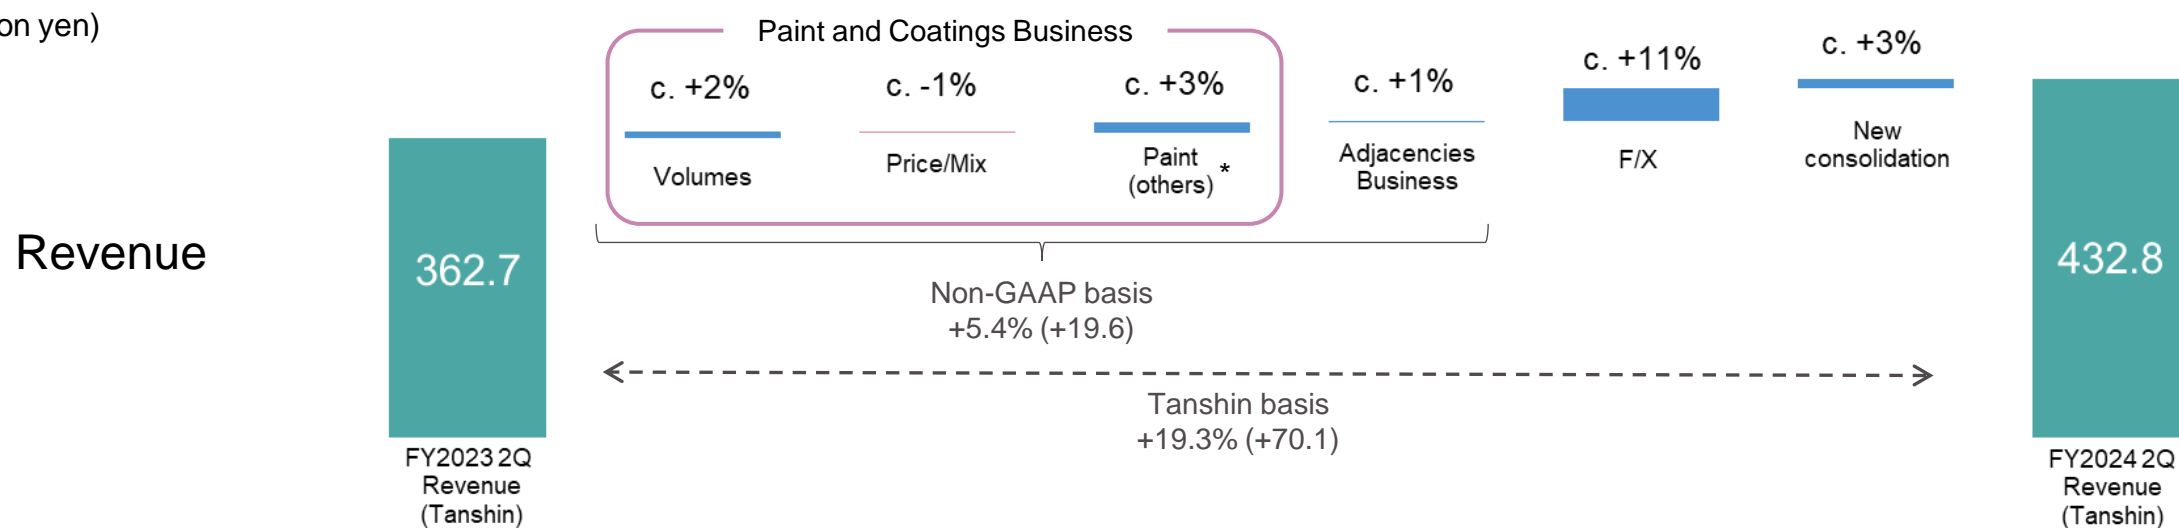 on yen)
Paint and Coatings Business
c. +2%
c. -1%
c. +3%
c. +1%
c. +11%
c. +3%
Volumes
Price/Mix
Paint
(others) *
Adjacencies
Business
F/X
New
consolidation
Revenue
362.7
432.8
Non-GAAP basis
+5.4% (+19.6)
Tanshin basis
+19.3% (+70.1)
FY2023 2Q
Revenue
(Tanshin)
FY2024 2Q
Revenue
(Tanshin)